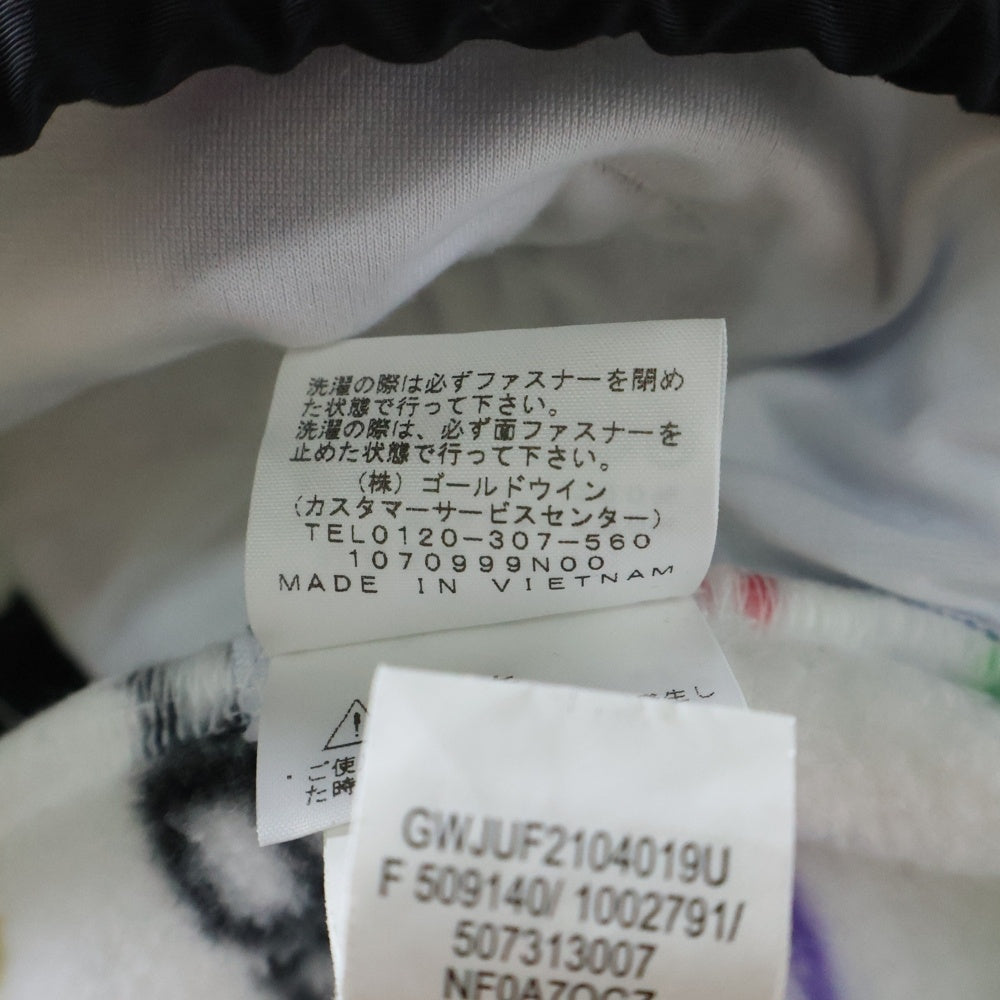 洗濯の際は必ずファスナーを閉め
た状態で行って下さい。
洗濯の際は、必ず面ファスナーを
止めた状態で行って下さい。
(株)ゴールドウイン
(カスタマーサービスセンター)
TEL0120-307-560
1070999N00
MADE IN VIETNAM
ご使
た時
GWJUF2104019U
F 509140/ 1002791/
507313007